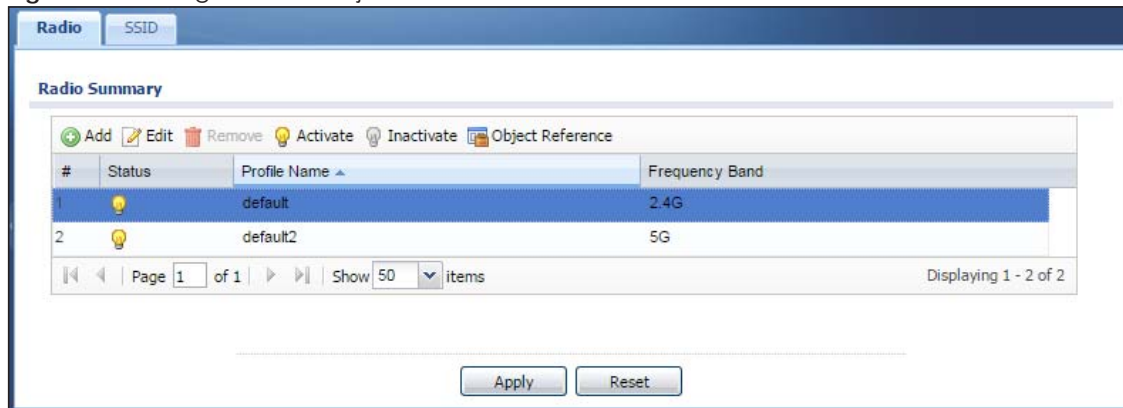 Radio SSID
Radio Summary
Add Edit Remove Activate Inactivate Object Reference
# Status Profile Name Frequency Band
1 default 2.4G
2 default2 5G
Page 1 of 1 Show 50 items Displaying 1 - 2 of 2
Apply Reset